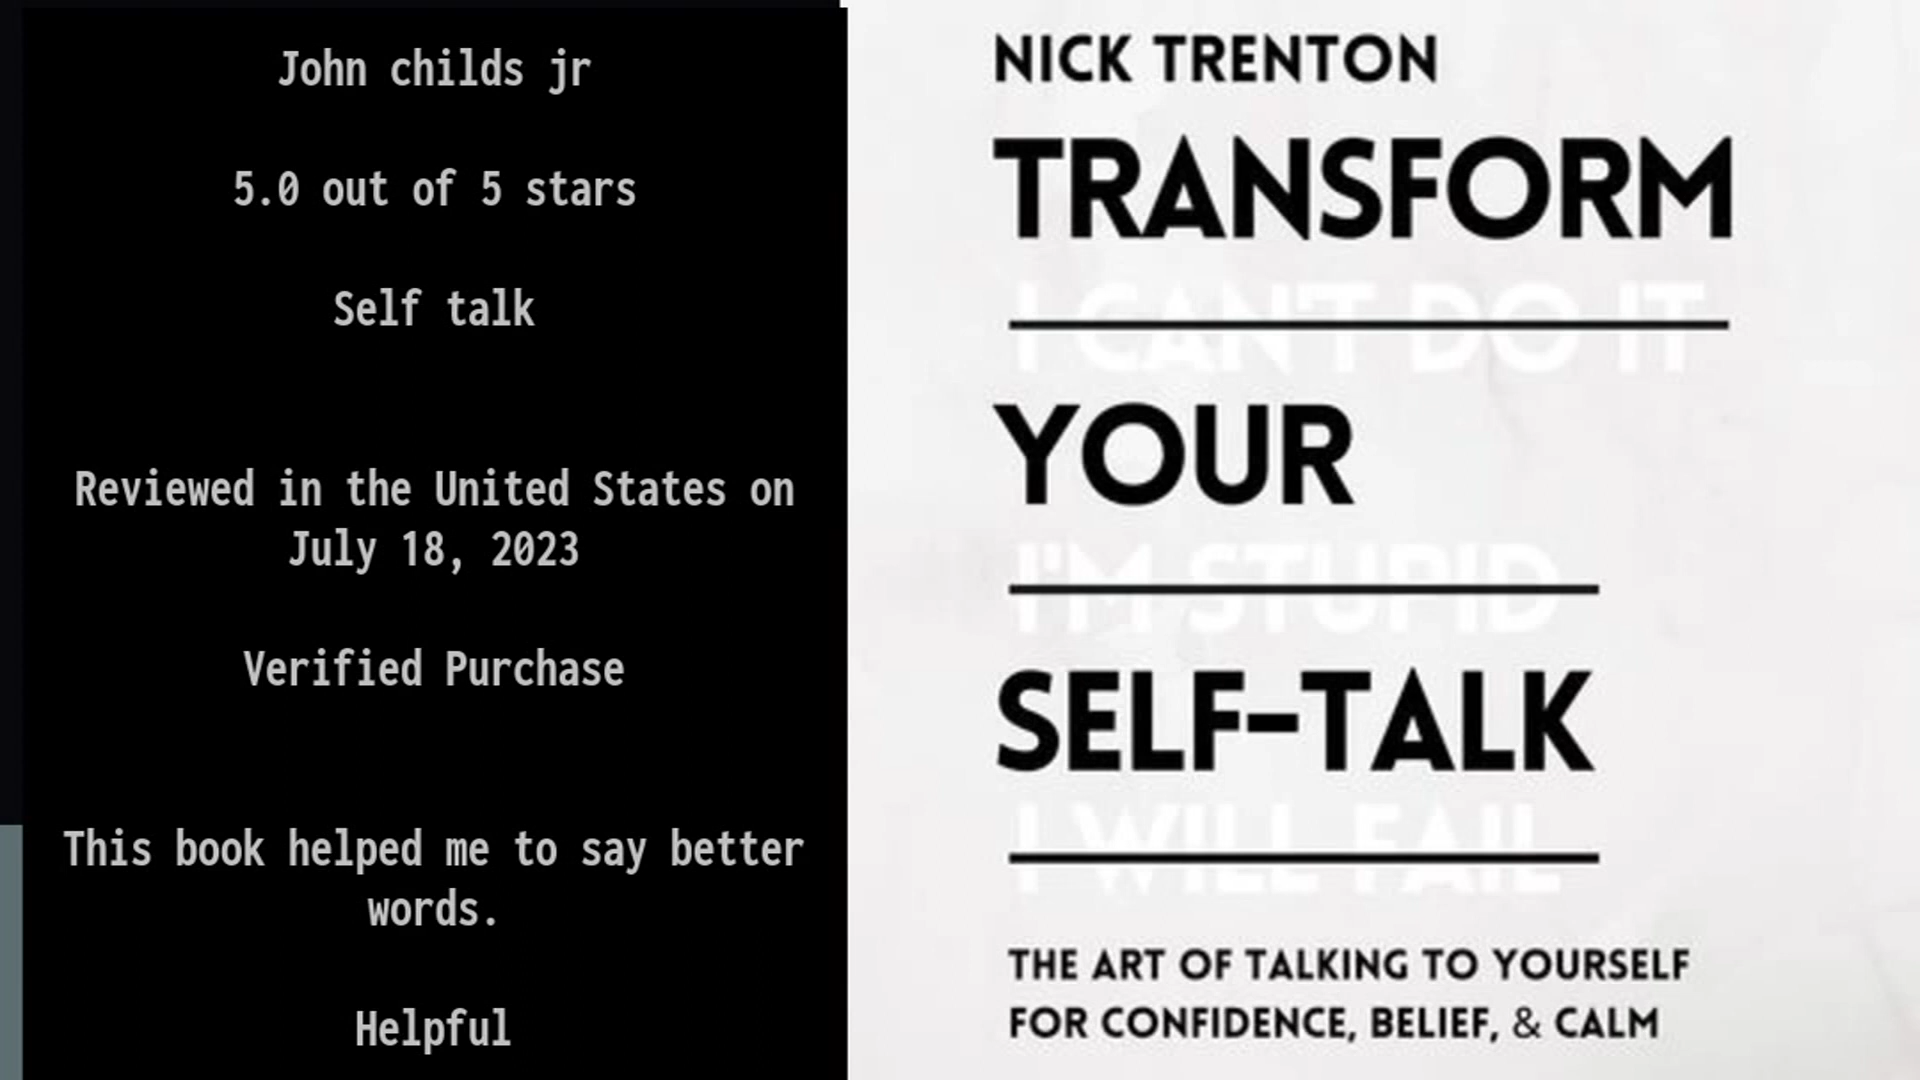 John childs jr
5.0 out of 5 stars
Self talk
Reviewed in the United States on
July 18, 2023
Verified Purchase
This book helped me to say better
words.
Helpful
NICK TRENTON
TRANSFORM
I CAN'T DO IT
YOUR
I'M STUPID
SELF-TALK
I WILL FAIL
THE ART OF TALKING TO YOURSELF
FOR CONFIDENCE, BELIEF, & CALM